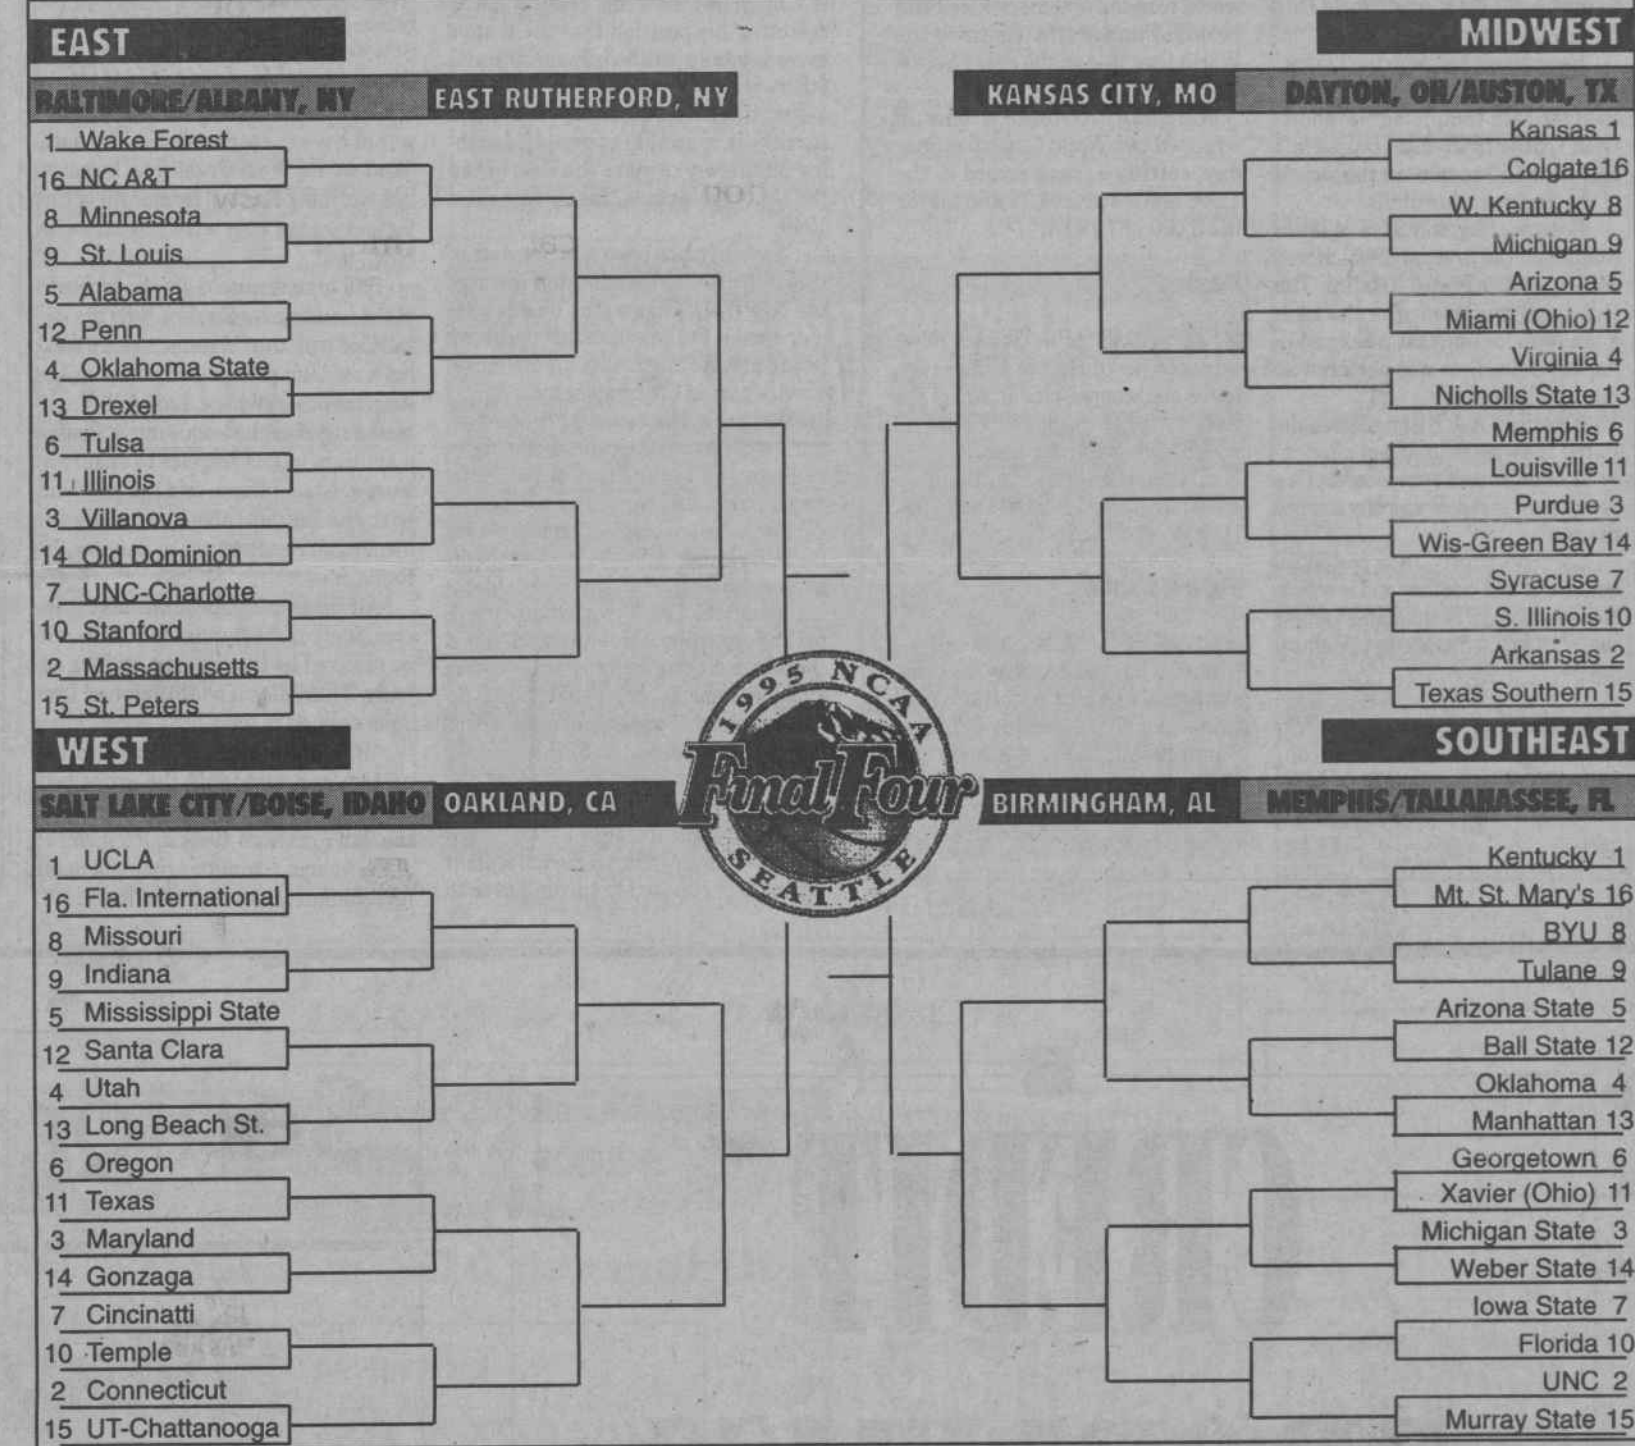 EAST
BALTIMORE/ALBANY, NY
EAST RUTHERFORD, NY
1 Wake Forest
16 NC A&T
8 Minnesota
9 St. Louis
5 Alabama
12 Penn
4 Oklahoma State
13 Drexel
6 Tulsa
11 Illinois
3 Villanova
14 Old Dominion
7 UNC-Charlotte
10 Stanford
2 Massachusetts
15 St. Peters
MIDWEST
KANSAS CITY, MO
DAYTON, OH/AUSTON, TX
Kansas 1
Colgate 16
W. Kentucky 8
Michigan 9
Arizona 5
Miami (Ohio) 12
Virginia 4
Nicholls State 13
Memphis 6
Louisville 11
Purdue 3
Wis-Green Bay 14
Syracuse 7
S. Illinois 10
Arkansas 2
Texas Southern 15
1995 NCAA
Final Four
SEATTLE
WEST
SALT LAKE CITY/BOISE, IDAHO
OAKLAND, CA
1 UCLA
16 Fla. International
8 Missouri
9 Indiana
5 Mississippi State
12 Santa Clara
4 Utah
13 Long Beach St.
6 Oregon
11 Texas
3 Maryland
14 Gonzaga
7 Cincinatti
10 Temple
2 Connecticut
15 UT-Chattanooga
SOUTHEAST
BIRMINGHAM, AL
MEMPHIS/TALLAHASSEE, FL
Kentucky 1
Mt. St. Mary's 16
BYU 8
Tulane 9
Arizona State 5
Ball State 12
Oklahoma 4
Manhattan 13
Georgetown 6
Xavier (Ohio) 11
Michigan State 3
Weber State 14
Iowa State 7
Florida 10
UNC 2
Murray State 15